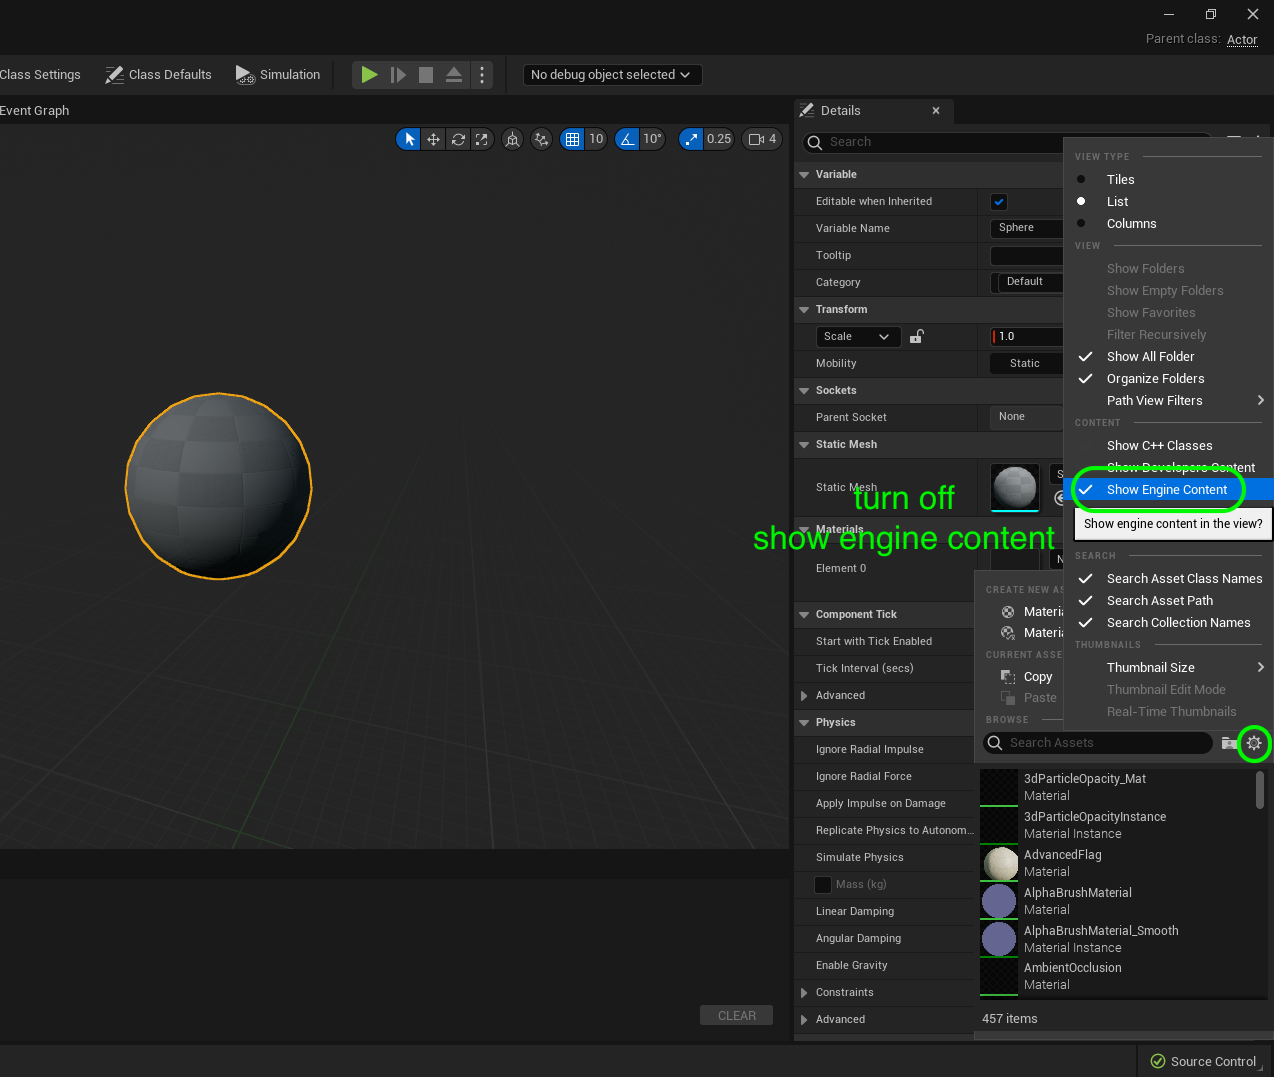 Parent class: Actor
Class Settings
Class Defaults
Simulation
No debug object selected
Event Graph
Details
10
10°
0.25
4
Search
Variable
Editable when Inherited
Variable Name
Sphere
Tooltip
Category
Default
Transform
Scale
1.0
Mobility
Static
Sockets
Parent Socket
None
Static Mesh
Static Mesh
S
turn off
show engine content
Materials
Element 0
N
Component Tick
Start with Tick Enabled
Tick Interval (secs)
Advanced
Physics
Ignore Radial Impulse
Ignore Radial Force
Apply Impulse on Damage
Replicate Physics to Autonom...
Simulate Physics
Mass (kg)
Linear Damping
Angular Damping
Enable Gravity
Constraints
Advanced
CLEAR
VIEW TYPE
Tiles
List
Columns
VIEW
Show Folders
Show Empty Folders
Show Favorites
Filter Recursively
Show All Folder
Organize Folders
Path View Filters
CONTENT
Show C++ Classes
Show Developers Content
Show Engine Content
Show engine content in the view?
SEARCH
Search Asset Class Names
Search Asset Path
Search Collection Names
THUMBNAILS
Thumbnail Size
Thumbnail Edit Mode
Real-Time Thumbnails
CREATE NEW AS
Materia
Materia
CURRENT ASSE
Copy
Paste
BROWSE
Search Assets
3dParticleOpacity_Mat
Material
3dParticleOpacityInstance
Material Instance
AdvancedFlag
Material
AlphaBrushMaterial
Material
AlphaBrushMaterial_Smooth
Material Instance
AmbientOcclusion
Material
457 items
Source Control